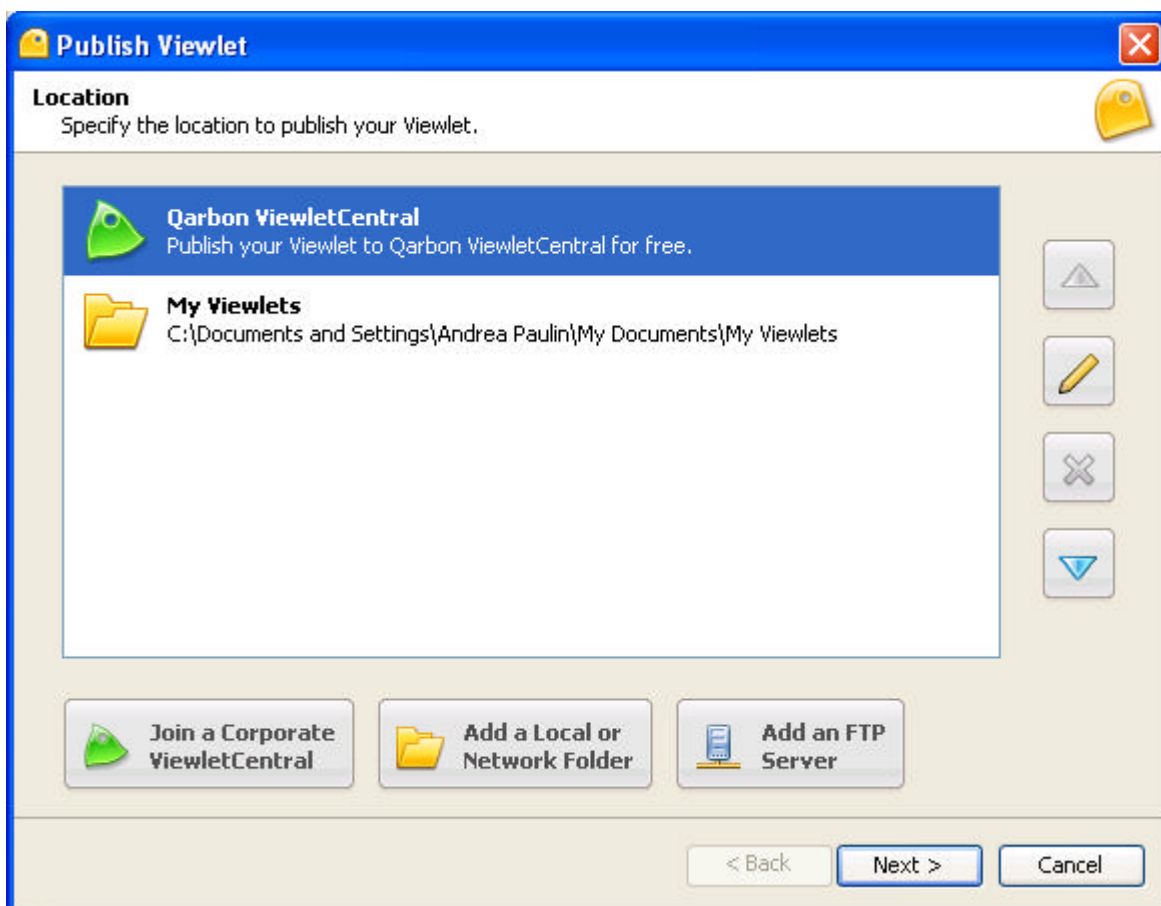 Publish Viewlet
Location
Specify the location to publish your Viewlet.
Qarbon ViewletCentral
Publish your Viewlet to Qarbon ViewletCentral for free.
My Viewlets
C:\Documents and Settings\Andrea Paulin\My Documents\My Viewlets
Join a Corporate
ViewletCentral
Add a Local or
Network Folder
Add an FTP
Server
< Back
Next >
Cancel